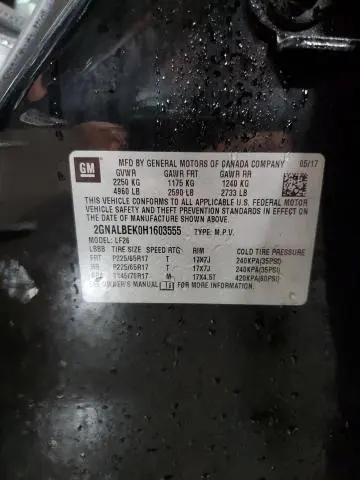 GM
MFD BY GENERAL MOTORS OF CANADA COMPANY 05/17
GVWR GAWR FRT GAWR RR
2250 KG 1175 KG 1240 KG
4960 LB 2590 LB 2733 LB
THIS VEHICLE CONFORMS TO ALL APPLICABLE U.S. FEDERAL MOTOR
VEHICLE SAFETY AND THEFT PREVENTION STANDARDS IN EFFECT ON
THE DATE OF MANUFACTURE SHOWN ABOVE.
2GNALBEK0H1603555 TYPE: M.P.V.
MODEL: LF26
LBBB TIRE SIZE SPEED RTG RIM COLD TIRE PRESSURE
FRT P225/65R17 T 17X7J 240KPA(35PSI)
RR P225/65R17 T 17X7J 240KPA(35PSI)
SPA T145/70R17 M 17X4.5T 420KPA(60PSI)
SEE OWNER'S MANUAL FOR MORE INFORMATION.